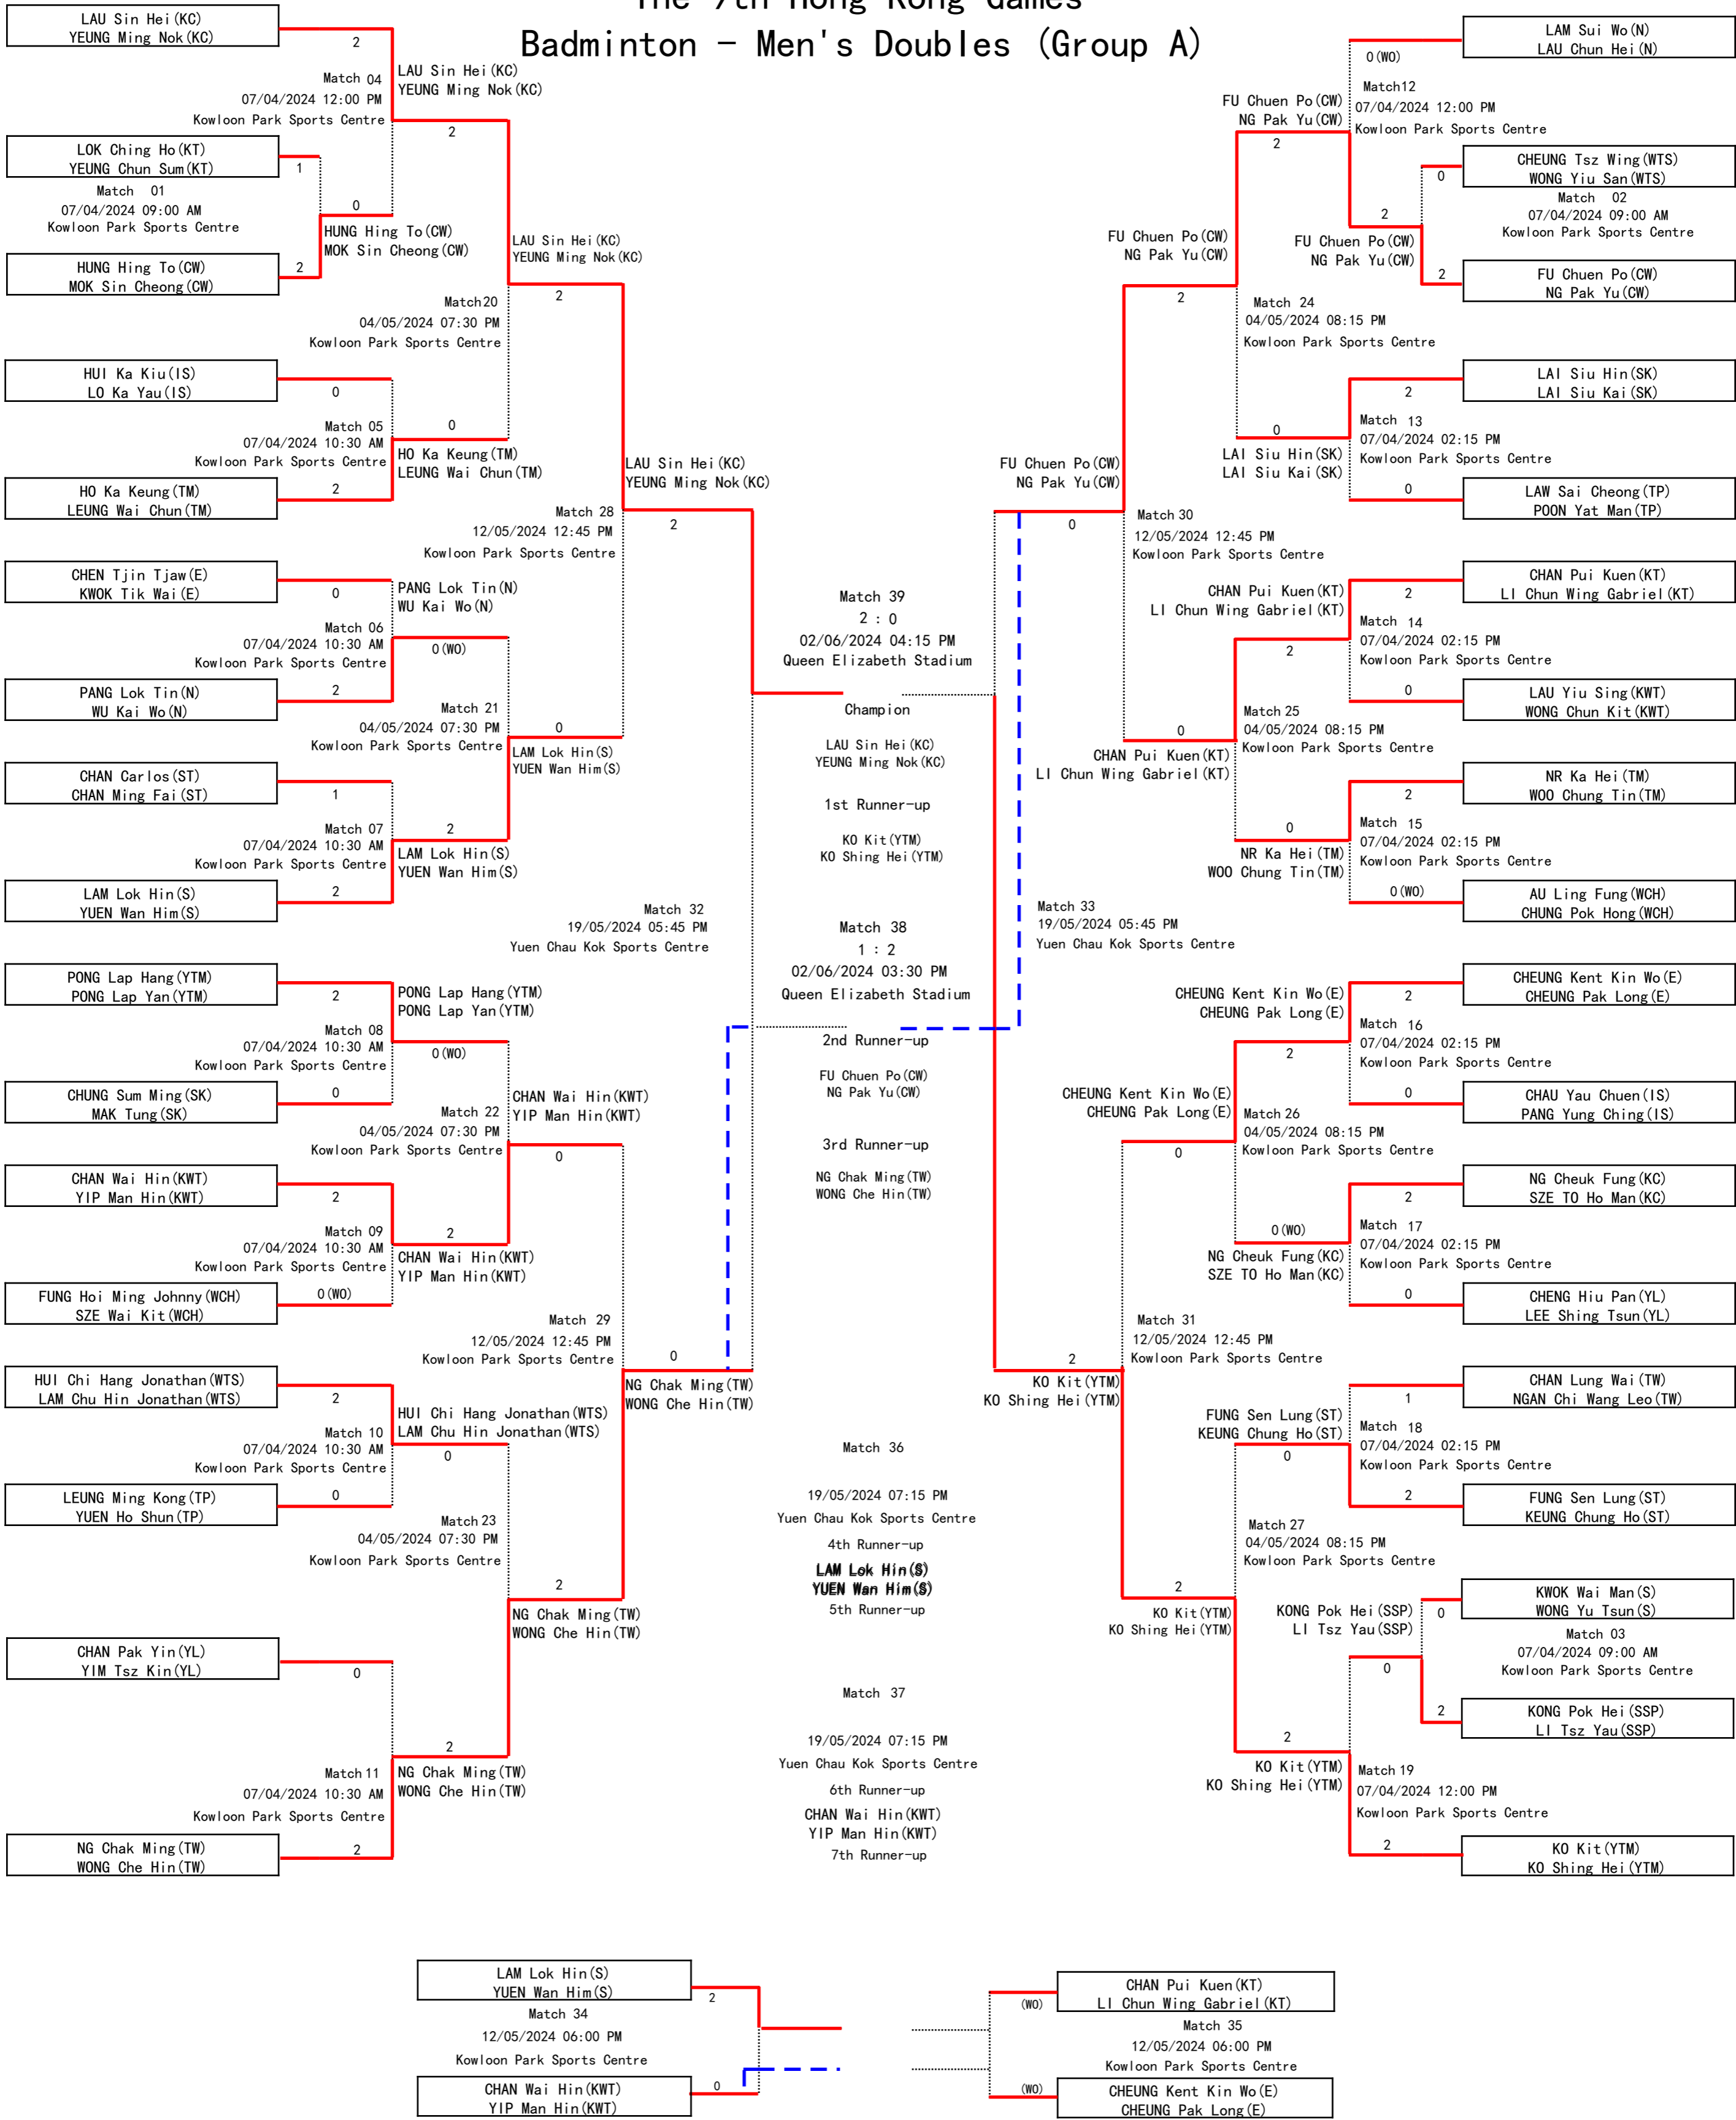 The 7th Hong Kong Games
Badminton - Men's Doubles (Group A)
LAU Sin Hei(KC)
YEUNG Ming Nok(KC)
2
Match 04
07/04/2024 12:00 PM
Kowloon Park Sports Centre
LAU Sin Hei(KC)
YEUNG Ming Nok(KC)
2
LOK Ching Ho(KT)
YEUNG Chun Sum(KT)
1
Match 01
07/04/2024 09:00 AM
Kowloon Park Sports Centre
0
HUNG Hing To(CW)
MOK Sin Cheong(CW)
HUNG Hing To(CW)
MOK Sin Cheong(CW)
2
LAU Sin Hei(KC)
YEUNG Ming Nok(KC)
2
Match 20
04/05/2024 07:30 PM
Kowloon Park Sports Centre
HUI Ka Kiu(IS)
LO Ka Yau(IS)
0
Match 05
07/04/2024 10:30 AM
Kowloon Park Sports Centre
0
HO Ka Keung(TM)
LEUNG Wai Chun(TM)
HO Ka Keung(TM)
LEUNG Wai Chun(TM)
2
LAU Sin Hei(KC)
YEUNG Ming Nok(KC)
2
Match 28
12/05/2024 12:45 PM
Kowloon Park Sports Centre
CHEN Tjin Tjaw(E)
KWOK Tik Wai(E)
0
PANG Lok Tin(N)
WU Kai Wo(N)
Match 06
07/04/2024 10:30 AM
Kowloon Park Sports Centre
0(WO)
PANG Lok Tin(N)
WU Kai Wo(N)
2
Match 21
04/05/2024 07:30 PM
Kowloon Park Sports Centre
0
LAM Lok Hin(S)
YUEN Wan Him(S)
CHAN Carlos(ST)
CHAN Ming Fai(ST)
1
Match 07
07/04/2024 10:30 AM
Kowloon Park Sports Centre
2
LAM Lok Hin(S)
YUEN Wan Him(S)
LAM Lok Hin(S)
YUEN Wan Him(S)
2
Match 32
19/05/2024 05:45 PM
Yuen Chau Kok Sports Centre
PONG Lap Hang(YTM)
PONG Lap Yan(YTM)
2
PONG Lap Hang(YTM)
PONG Lap Yan(YTM)
Match 08
07/04/2024 10:30 AM
Kowloon Park Sports Centre
0(WO)
CHUNG Sum Ming(SK)
MAK Tung(SK)
0
CHAN Wai Hin(KWT)
YIP Man Hin(KWT)
Match 22
04/05/2024 07:30 PM
Kowloon Park Sports Centre
0
CHAN Wai Hin(KWT)
YIP Man Hin(KWT)
2
Match 09
07/04/2024 10:30 AM
Kowloon Park Sports Centre
2
CHAN Wai Hin(KWT)
YIP Man Hin(KWT)
FUNG Hoi Ming Johnny(WCH)
SZE Wai Kit(WCH)
0(WO)
Match 29
12/05/2024 12:45 PM
Kowloon Park Sports Centre
0
NG Chak Ming(TW)
WONG Che Hin(TW)
HUI Chi Hang Jonathan(WTS)
LAM Chu Hin Jonathan(WTS)
2
HUI Chi Hang Jonathan(WTS)
LAM Chu Hin Jonathan(WTS)
Match 10
07/04/2024 10:30 AM
Kowloon Park Sports Centre
0
LEUNG Ming Kong(TP)
YUEN Ho Shun(TP)
0
Match 23
04/05/2024 07:30 PM
Kowloon Park Sports Centre
2
NG Chak Ming(TW)
WONG Che Hin(TW)
CHAN Pak Yin(YL)
YIM Tsz Kin(YL)
0
2
Match 11
07/04/2024 10:30 AM
Kowloon Park Sports Centre
NG Chak Ming(TW)
WONG Che Hin(TW)
NG Chak Ming(TW)
WONG Che Hin(TW)
2
Match 39
2 : 0
02/06/2024 04:15 PM
Queen Elizabeth Stadium
Champion
LAU Sin Hei(KC)
YEUNG Ming Nok(KC)
1st Runner-up
KO Kit(YTM)
KO Shing Hei(YTM)
Match 38
1 : 2
02/06/2024 03:30 PM
Queen Elizabeth Stadium
2nd Runner-up
FU Chuen Po(CW)
NG Pak Yu(CW)
3rd Runner-up
NG Chak Ming(TW)
WONG Che Hin(TW)
Match 36
19/05/2024 07:15 PM
Yuen Chau Kok Sports Centre
4th Runner-up
LAM Lok Hin(S)
YUEN Wan Him(S)
5th Runner-up
Match 37
19/05/2024 07:15 PM
Yuen Chau Kok Sports Centre
6th Runner-up
CHAN Wai Hin(KWT)
YIP Man Hin(KWT)
7th Runner-up
LAM Sui Wo(N)
LAU Chun Hei(N)
0(WO)
Match12
07/04/2024 12:00 PM
Kowloon Park Sports Centre
FU Chuen Po(CW)
NG Pak Yu(CW)
2
CHEUNG Tsz Wing(WTS)
WONG Yiu San(WTS)
0
Match 02
07/04/2024 09:00 AM
Kowloon Park Sports Centre
2
FU Chuen Po(CW)
NG Pak Yu(CW)
FU Chuen Po(CW)
NG Pak Yu(CW)
2
FU Chuen Po(CW)
NG Pak Yu(CW)
2
Match 24
04/05/2024 08:15 PM
Kowloon Park Sports Centre
LAI Siu Hin(SK)
LAI Siu Kai(SK)
2
Match 13
07/04/2024 02:15 PM
Kowloon Park Sports Centre
0
LAI Siu Hin(SK)
LAI Siu Kai(SK)
LAW Sai Cheong(TP)
POON Yat Man(TP)
0
FU Chuen Po(CW)
NG Pak Yu(CW)
0
Match 30
12/05/2024 12:45 PM
Kowloon Park Sports Centre
CHAN Pui Kuen(KT)
LI Chun Wing Gabriel(KT)
2
CHAN Pui Kuen(KT)
LI Chun Wing Gabriel(KT)
Match 14
07/04/2024 02:15 PM
Kowloon Park Sports Centre
2
LAU Yiu Sing(KWT)
WONG Chun Kit(KWT)
0
Match 25
04/05/2024 08:15 PM
Kowloon Park Sports Centre
0
CHAN Pui Kuen(KT)
LI Chun Wing Gabriel(KT)
NR Ka Hei(TM)
WOO Chung Tin(TM)
2
Match 15
07/04/2024 02:15 PM
Kowloon Park Sports Centre
0
NR Ka Hei(TM)
WOO Chung Tin(TM)
AU Ling Fung(WCH)
CHUNG Pok Hong(WCH)
0(WO)
Match 33
19/05/2024 05:45 PM
Yuen Chau Kok Sports Centre
CHEUNG Kent Kin Wo(E)
CHEUNG Pak Long(E)
2
CHEUNG Kent Kin Wo(E)
CHEUNG Pak Long(E)
Match 16
07/04/2024 02:15 PM
Kowloon Park Sports Centre
2
CHAU Yau Chuen(IS)
PANG Yung Ching(IS)
0
CHEUNG Kent Kin Wo(E)
CHEUNG Pak Long(E)
Match 26
04/05/2024 08:15 PM
Kowloon Park Sports Centre
0
NG Cheuk Fung(KC)
SZE TO Ho Man(KC)
2
Match 17
07/04/2024 02:15 PM
Kowloon Park Sports Centre
0(WO)
NG Cheuk Fung(KC)
SZE TO Ho Man(KC)
CHENG Hiu Pan(YL)
LEE Shing Tsun(YL)
0
Match 31
12/05/2024 12:45 PM
Kowloon Park Sports Centre
2
KO Kit(YTM)
KO Shing Hei(YTM)
CHAN Lung Wai(TW)
NGAN Chi Wang Leo(TW)
1
FUNG Sen Lung(ST)
KEUNG Chung Ho(ST)
Match 18
07/04/2024 02:15 PM
Kowloon Park Sports Centre
0
FUNG Sen Lung(ST)
KEUNG Chung Ho(ST)
2
Match 27
04/05/2024 08:15 PM
Kowloon Park Sports Centre
2
KO Kit(YTM)
KO Shing Hei(YTM)
KWOK Wai Man(S)
WONG Yu Tsun(S)
0
KONG Pok Hei(SSP)
LI Tsz Yau(SSP)
Match 03
07/04/2024 09:00 AM
Kowloon Park Sports Centre
0
KONG Pok Hei(SSP)
LI Tsz Yau(SSP)
2
2
KO Kit(YTM)
KO Shing Hei(YTM)
Match 19
07/04/2024 12:00 PM
Kowloon Park Sports Centre
KO Kit(YTM)
KO Shing Hei(YTM)
2
LAM Lok Hin(S)
YUEN Wan Him(S)
2
Match 34
12/05/2024 06:00 PM
Kowloon Park Sports Centre
CHAN Wai Hin(KWT)
YIP Man Hin(KWT)
0
CHAN Pui Kuen(KT)
LI Chun Wing Gabriel(KT)
(WO)
Match 35
12/05/2024 06:00 PM
Kowloon Park Sports Centre
CHEUNG Kent Kin Wo(E)
CHEUNG Pak Long(E)
(WO)